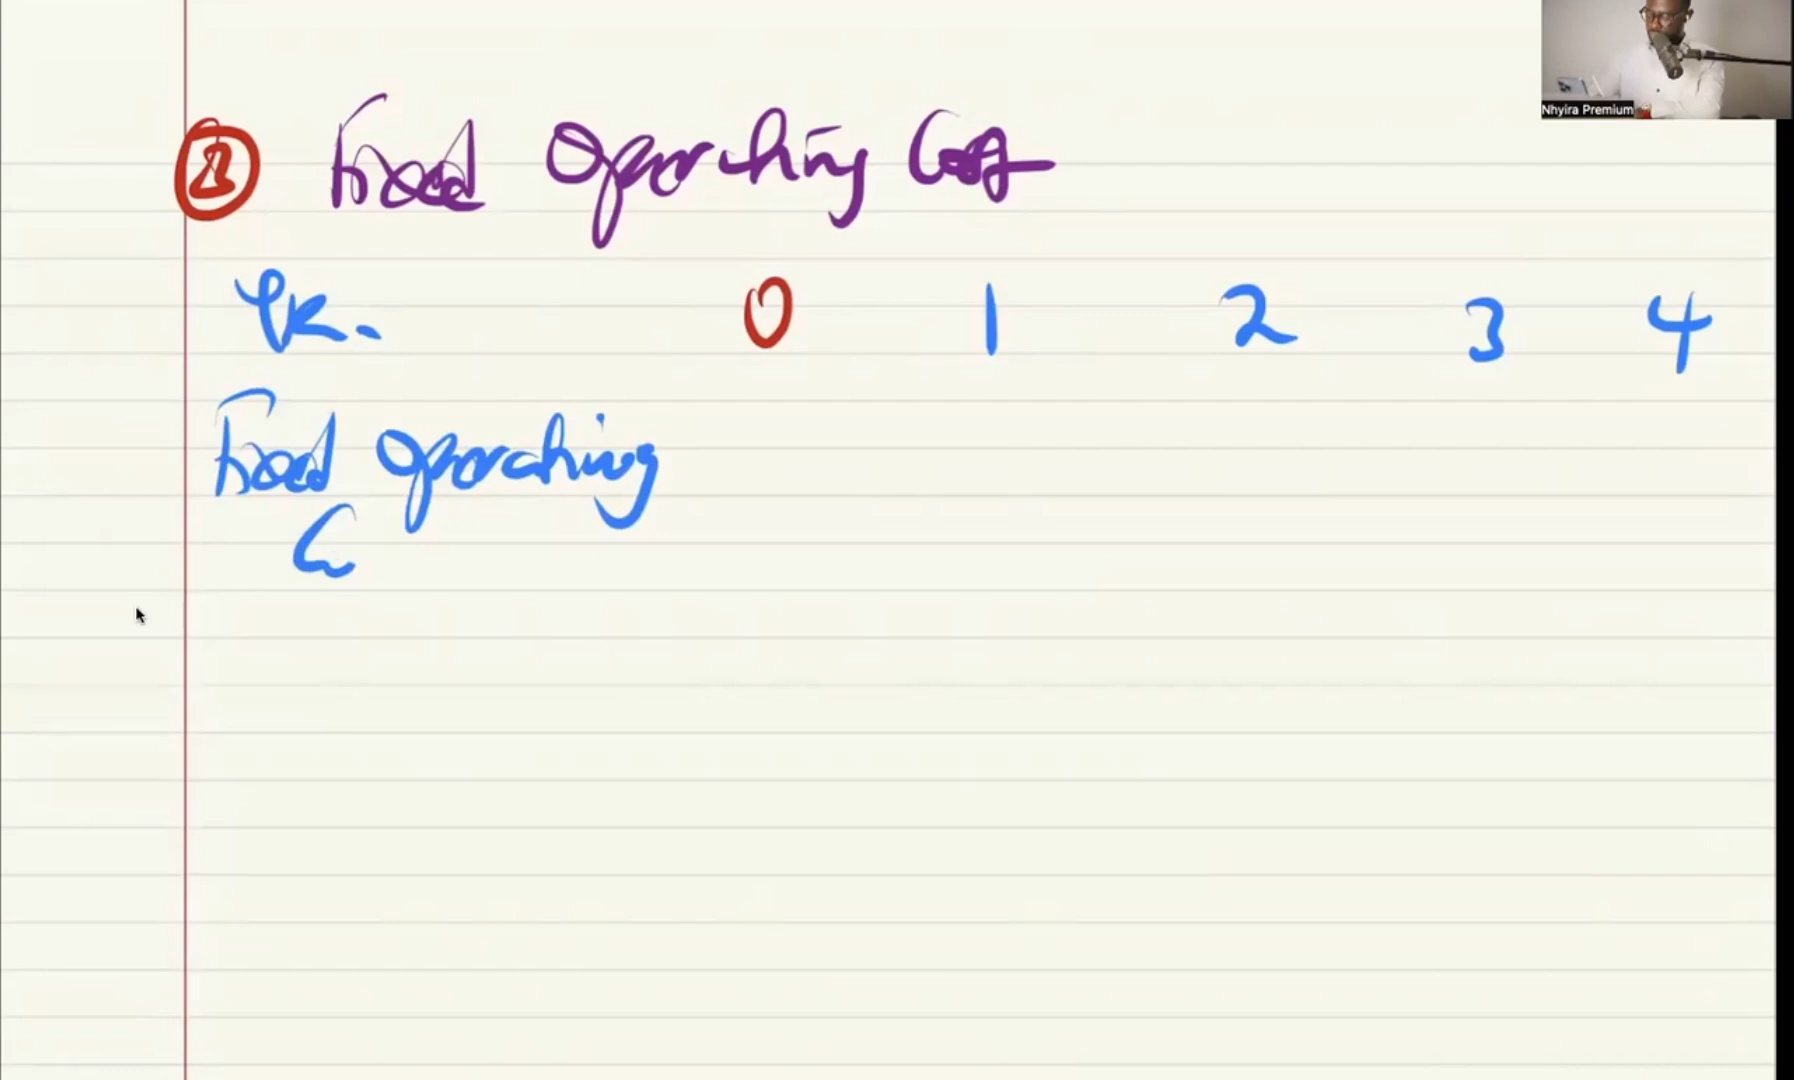 Nhyira Premium
2 Fixed Operating Cost
YR. 0 1 2 3 4
Fixed operating
C